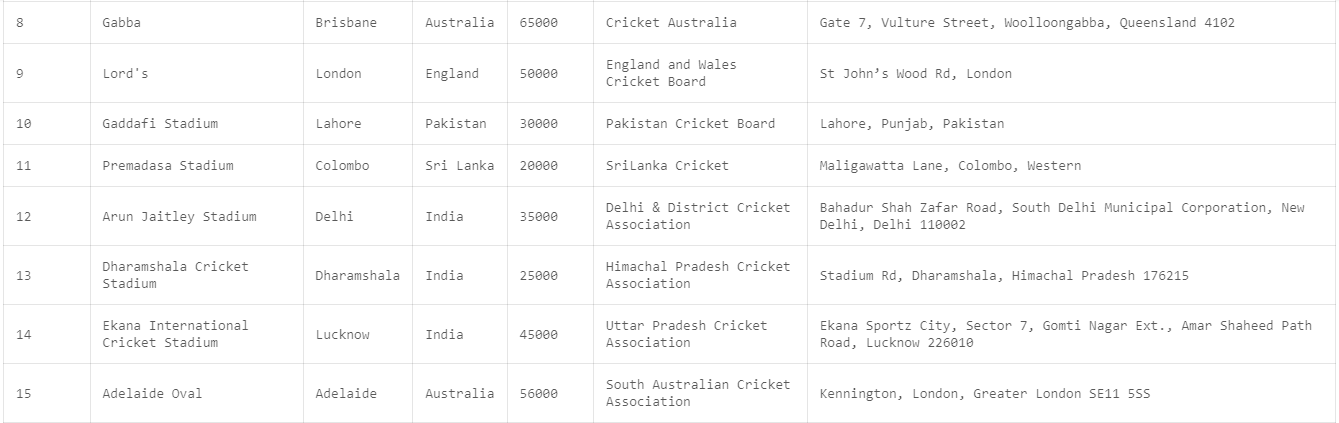 8 Gabba Brisbane Australia 65000 Cricket Australia Gate 7, Vulture Street, Woolloongabba, Queensland 4102
9 Lord's London England 50000 England and Wales Cricket Board St John’s Wood Rd, London
10 Gaddafi Stadium Lahore Pakistan 30000 Pakistan Cricket Board Lahore, Punjab, Pakistan
11 Premadasa Stadium Colombo Sri Lanka 20000 SriLanka Cricket Maligawatta Lane, Colombo, Western
12 Arun Jaitley Stadium Delhi India 35000 Delhi & District Cricket Association Bahadur Shah Zafar Road, South Delhi Municipal Corporation, New Delhi, Delhi 110002
13 Dharamshala Cricket Stadium Dharamshala India 25000 Himachal Pradesh Cricket Association Stadium Rd, Dharamshala, Himachal Pradesh 176215
14 Ekana International Cricket Stadium Lucknow India 45000 Uttar Pradesh Cricket Association Ekana Sportz City, Sector 7, Gomti Nagar Ext., Amar Shaheed Path Road, Lucknow 226010
15 Adelaide Oval Adelaide Australia 56000 South Australian Cricket Association Kennington, London, Greater London SE11 5SS